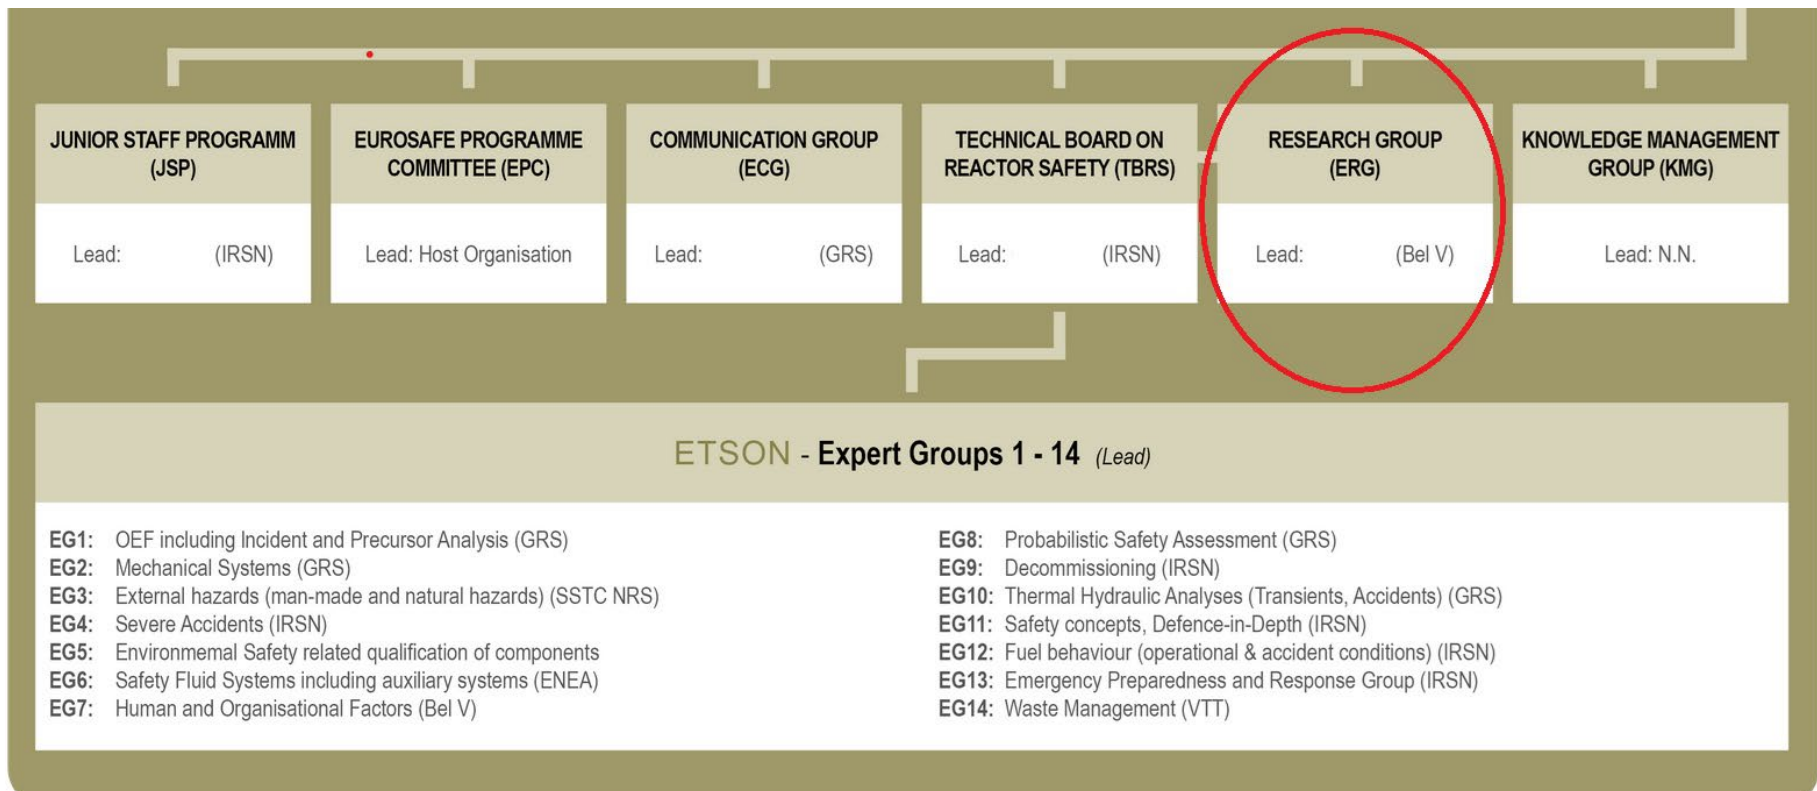 JUNIOR STAFF PROGRAMM
(JSP)
Lead: (IRSN)
EUROSAFE PROGRAMME
COMMITTEE (EPC)
Lead: Host Organisation
COMMUNICATION GROUP
(ECG)
Lead: (GRS)
TECHNICAL BOARD ON
REACTOR SAFETY (TBRS)
Lead: (IRSN)
RESEARCH GROUP
(ERG)
Lead: (Bel V)
KNOWLEDGE MANAGEMENT
GROUP (KMG)
Lead: N.N.
ETSON - Expert Groups 1 - 14 (Lead)
EG1: OEF including Incident and Precursor Analysis (GRS)
EG2: Mechanical Systems (GRS)
EG3: External hazards (man-made and natural hazards) (SSTC NRS)
EG4: Severe Accidents (IRSN)
EG5: Environmemal Safety related qualification of components
EG6: Safety Fluid Systems including auxiliary systems (ENEA)
EG7: Human and Organisational Factors (Bel V)
EG8: Probabilistic Safety Assessment (GRS)
EG9: Decommissioning (IRSN)
EG10: Thermal Hydraulic Analyses (Transients, Accidents) (GRS)
EG11: Safety concepts, Defence-in-Depth (IRSN)
EG12: Fuel behaviour (operational & accident conditions) (IRSN)
EG13: Emergency Preparedness and Response Group (IRSN)
EG14: Waste Management (VTT)